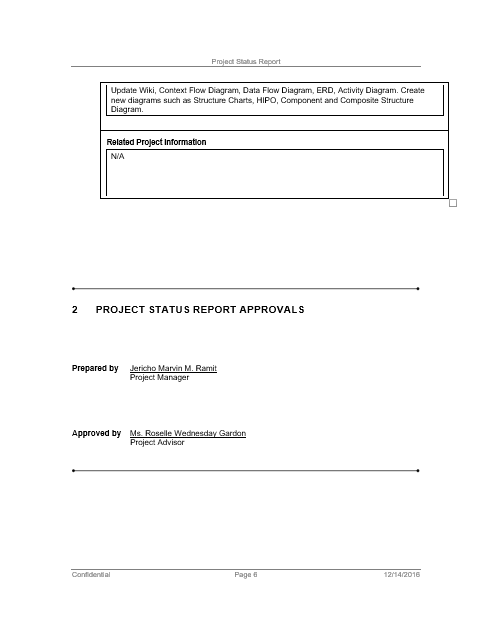 Project Status Report
Update Wiki, Context Flow Diagram, Data Flow Diagram, ERD, Activity Diagram. Create
new diagrams such as Structure Charts, HIPO, Component and Composite Structure
Diagram.
Related Project Information
N/A
2 PROJECT STATUS REPORT APPROVALS
Prepared by Jericho Marvin M. Ramit
Project Manager
Approved by Ms. Roselle Wednesday Gardon
Project Advisor
Confidential Page 6 12/14/2016